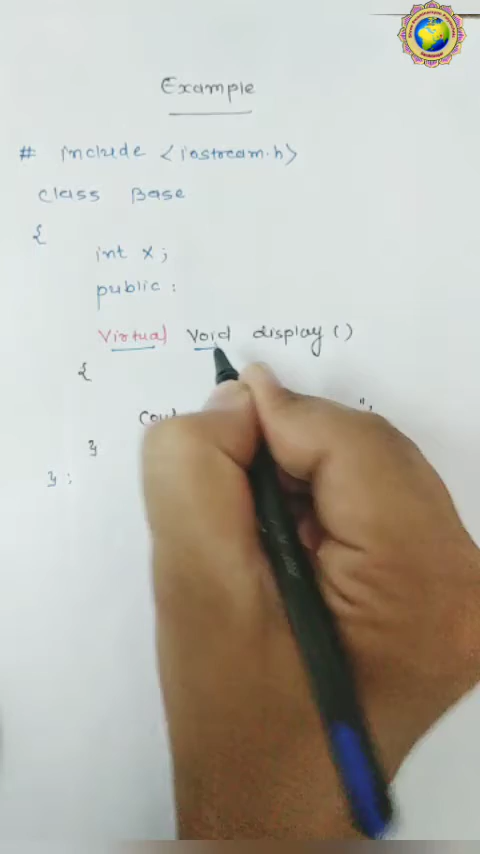 Example
# include <iostream.h>
Class Base
{
int x;
public:
Virtual Void display()
{
";
}
};